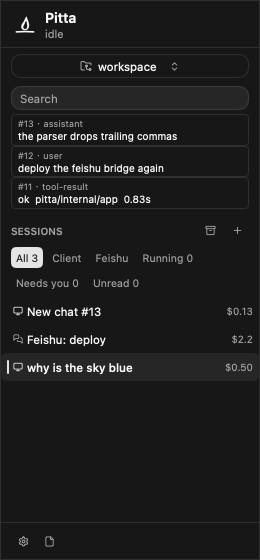 Pitta
idle
workspace
Search
#13 · assistant
the parser drops trailing commas
#12 · user
deploy the feishu bridge again
#11 · tool-result
ok pitta/internal/app 0.83s
SESSIONS
All 3 Client Feishu Running 0
Needs you 0 Unread 0
New chat #13 $0.13
Feishu: deploy $2.2
why is the sky blue $0.50